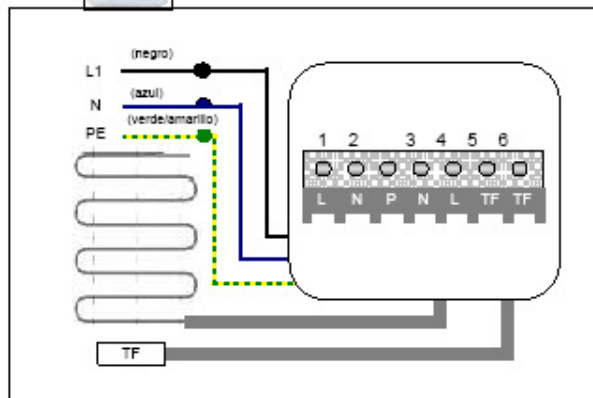 (negro)
L1
(azul)
N
(verde/amarillo)
PE
1 2 3 4 5 6
L N P N L TF TF
TF